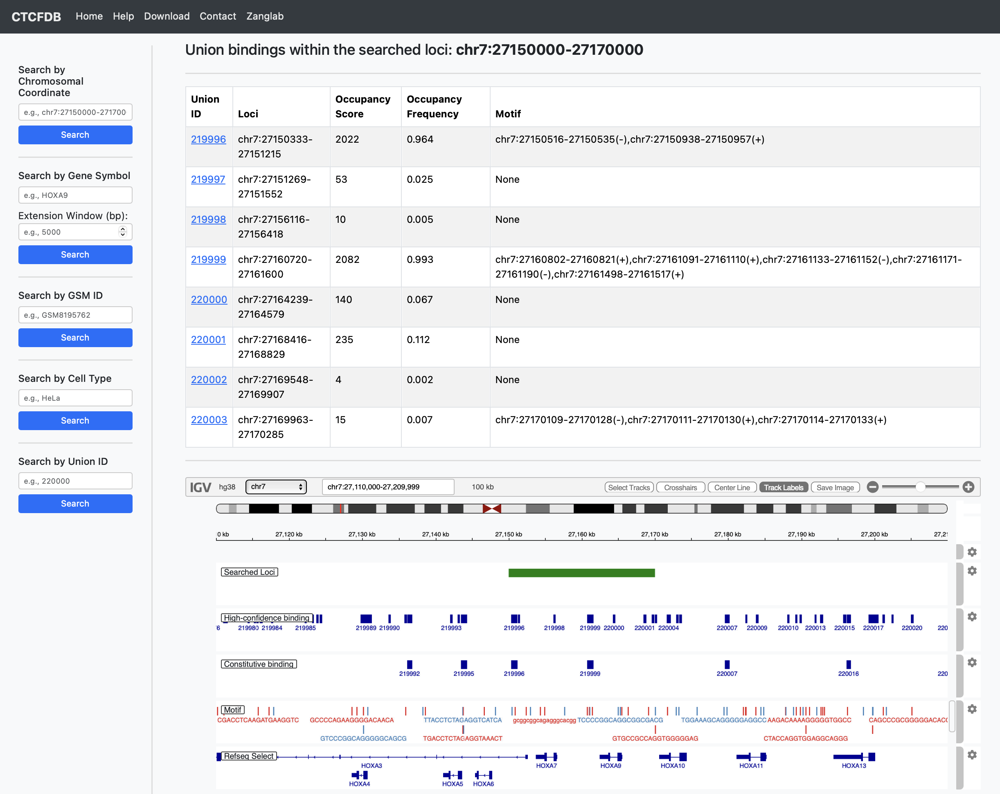 CTCFDB Home Help Download Contact Zanglab
Search by
Chromosomal
Coordinate
e.g., chr7:27150000-271700
Search
Search by Gene Symbol
e.g., HOXA9
Extension Window (bp):
e.g., 5000
Search
Search by GSM ID
e.g., GSM8195762
Search
Search by Cell Type
e.g., HeLa
Search
Search by Union ID
e.g., 220000
Search
Union bindings within the searched loci: chr7:27150000-27170000
Union ID Loci Occupancy Score Occupancy Frequency Motif
219996 chr7:27150333-27151215 2022 0.964 chr7:27150516-27150535(-),chr7:27150938-27150957(+)
219997 chr7:27151269-27151552 53 0.025 None
219998 chr7:27156116-27156418 10 0.005 None
219999 chr7:27160720-27161600 2082 0.993 chr7:27160802-27160821(+),chr7:27161091-27161110(+),chr7:27161133-27161152(-),chr7:27161171-27161190(-),chr7:27161498-27161517(+)
220000 chr7:27164239-27164579 140 0.067 None
220001 chr7:27168416-27168829 235 0.112 None
220002 chr7:27169548-27169907 4 0.002 None
220003 chr7:27169963-27170285 15 0.007 chr7:27170109-27170128(-),chr7:27170111-27170130(+),chr7:27170114-27170133(+)
IGV hg38 chr7 chr7:27,110,000-27,209,999 100 kb Select Tracks Crosshairs Center Line Track Labels Save Image
0 kb 27,120 kb 27,130 kb 27,140 kb 27,150 kb 27,160 kb 27,170 kb 27,180 kb 27,190 kb 27,200 kb 27,21
Searched Loci
High-confidence binding
6 219980 219984 219985 219989 219990 219993 219996 219998 219999 220000 220001 220004 220007 220009 220010 220013 220015 220017 220020 220
Constitutive binding
219992 219995 219996 219999 220007 220016 220
Motif
CGACCTCAAGATGAAGGTC GCCCCAGAAGGGGACAACA TTACCTCTAGAGGTCATCA gcggcggcagagggcacgg TCCCCGGCAGGCGGCGACG TGGAAAGCAGGGGGAGGCC AAGACAAAAGGGGGTGGCC CAGCCCGCGGGGGACACC
GTCCCGGCAGGGGGCAGCG TGACCTCTAGAGGTAAACT GTGCCGCCAGGTGGGGGAG CTACCAGGTGGAGGCAGGG
Refseq Select
HOXA3 HOXA7 HOXA9 HOXA10 HOXA11 HOXA13
HOXA4 HOXA5 HOXA6